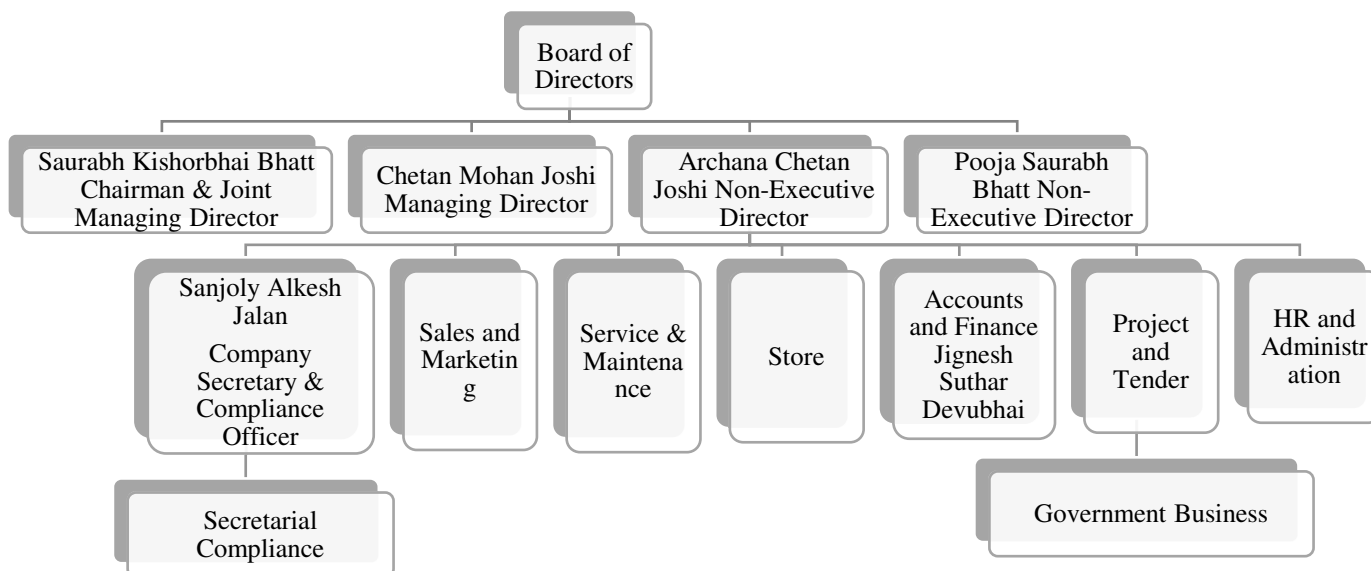 Board of
Directors
Saurabh Kishorbhai Bhatt
Chairman & Joint
Managing Director
Chetan Mohan Joshi
Managing Director
Archana Chetan
Joshi Non-Executive
Director
Pooja Saurabh
Bhatt Non-
Executive Director
Sanjoly Alkesh
Jalan
Company
Secretary &
Compliance
Officer
Sales and
Marketin
g
Service &
Maintena
nce
Store
Accounts
and Finance
Jignesh
Suthar
Devubhai
Project
and
Tender
HR and
Administr
ation
Secretarial
Compliance
Government Business